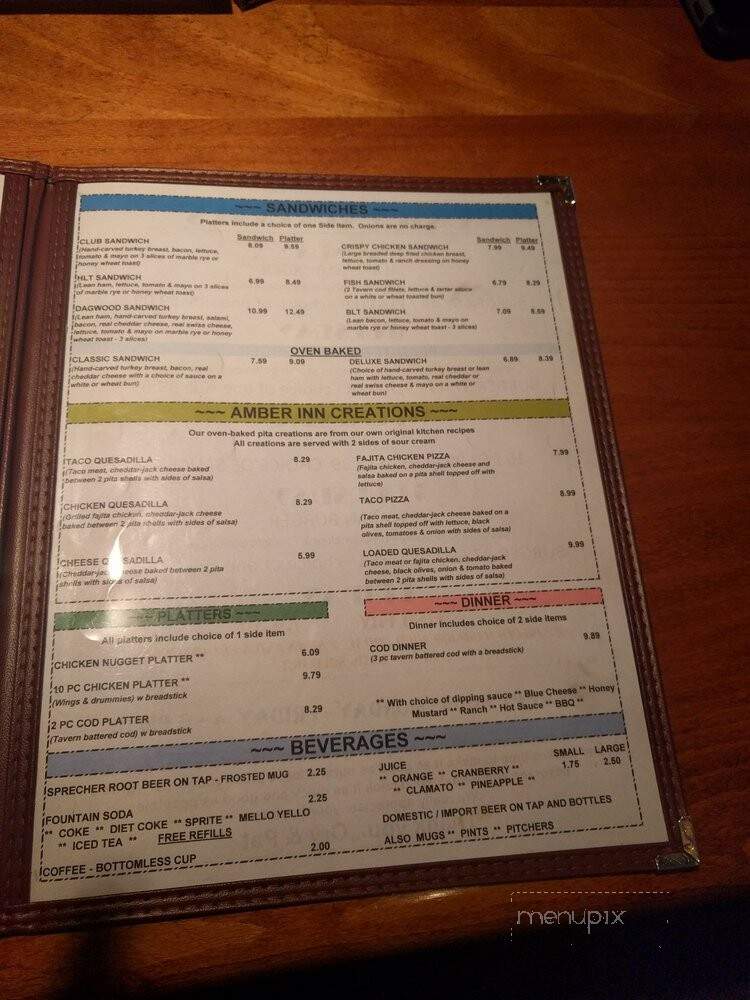 ~~~ SANDWICHES ~~~
Platters include a choice of one Side item. Onions are no charge.
Sandwich Platter
CLUB SANDWICH 8.09 9.59
(Hand-carved turkey breast, bacon, lettuce,
tomato & mayo on 3 slices of marble rye or
honey wheat toast)
HLT SANDWICH 6.99 8.49
(Lean ham, lettuce, tomato & mayo on 3 slices
of marble rye or honey wheat toast)
DAGWOOD SANDWICH 10.99 12.49
(Lean ham, hand-carved turkey breast, salami,
bacon, real cheddar cheese, real swiss cheese,
lettuce, tomato & mayo on marble rye or honey
wheat toast - 3 slices)
Sandwich Platter
CRISPY CHICKEN SANDWICH 7.99 9.49
(Large breaded deep fried chicken breast,
lettuce, tomato & ranch dressing on honey
wheat toast)
FISH SANDWICH 6.79 8.29
(2 Tavern cod fillets, lettuce & tartar sauce
on a white or wheat toasted bun)
BLT SANDWICH 7.09 8.59
(Lean bacon, lettuce, tomato & mayo on
marble rye or honey wheat toast - 3 slices)
OVEN BAKED
CLASSIC SANDWICH 7.59 9.09
(Hand-carved turkey breast, bacon, real
cheddar cheese with a choice of sauce on a
white or wheat bun)
DELUXE SANDWICH 6.89 8.39
(Choice of hand-carved turkey breast or lean
ham with lettuce, tomato, real cheddar or
real swiss cheese & mayo on a white or
wheat bun)
~~~ AMBER INN CREATIONS ~~~
Our oven-baked pita creations are from our own original kitchen recipes
All creations are served with 2 sides of sour cream
TACO QUESADILLA 8.29
(Taco meat, cheddar-jack cheese baked
between 2 pita shells with sides of salsa)
CHICKEN QUESADILLA 8.29
(Grilled fajita chicken, cheddar-jack cheese
baked between 2 pita shells with sides of salsa)
CHEESE QUESADILLA 5.99
(Cheddar-jack cheese baked between 2 pita
shells with sides of salsa)
FAJITA CHICKEN PIZZA 7.99
(Fajita chicken, cheddar-jack cheese and
salsa baked on a pita shell topped off with
lettuce)
TACO PIZZA 8.99
(Taco meat, cheddar-jack cheese baked on a
pita shell topped off with lettuce, black
olives, tomatoes & onion with sides of salsa)
LOADED QUESADILLA 9.99
(Taco meat or fajita chicken, cheddar-jack
cheese, black olives, onion & tomato baked
between 2 pita shells with sides of salsa)
~~~ PLATTERS ~~~
All platters include choice of 1 side item
CHICKEN NUGGET PLATTER ** 6.09
10 PC CHICKEN PLATTER ** 9.79
(Wings & drummies) w breadstick
2 PC COD PLATTER 8.29
(Tavern battered cod) w breadstick
~~~ DINNER ~~~
Dinner includes choice of 2 side items
COD DINNER 9.89
(3 pc tavern battered cod with a breadstick)
** With choice of dipping sauce ** Blue Cheese ** Honey
Mustard ** Ranch ** Hot Sauce ** BBQ **
~~~ BEVERAGES ~~~
SPRECHER ROOT BEER ON TAP - FROSTED MUG 2.25
FOUNTAIN SODA 2.25
** COKE ** DIET COKE ** SPRITE ** MELLO YELLO
** ICED TEA ** FREE REFILLS
COFFEE - BOTTOMLESS CUP 2.00
SMALL LARGE
JUICE 1.75 2.50
** ORANGE ** CRANBERRY **
** CLAMATO ** PINEAPPLE **
DOMESTIC / IMPORT BEER ON TAP AND BOTTLES
ALSO MUGS ** PINTS ** PITCHERS
menupix